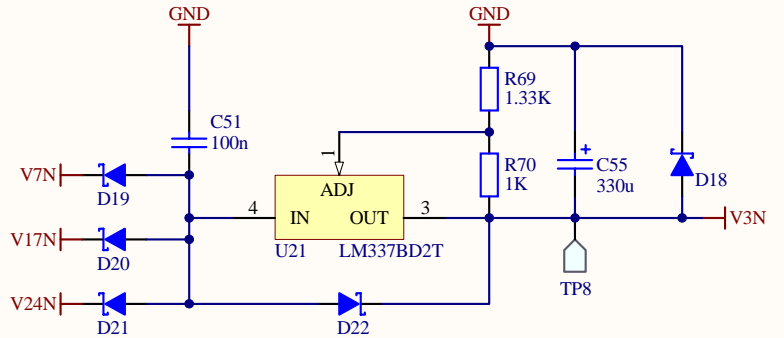 GND
GND
R69
1.33K
C51
100n
1
V7N
D19
ADJ
R70
1K
C55
330u
D18
4
IN
OUT
3
V3N
V17N
D20
U21
LM337BD2T
TP8
V24N
D21
D22